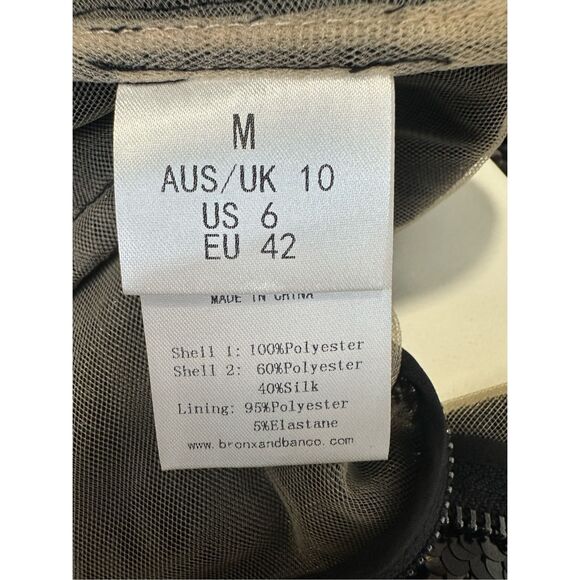 M
AUS/UK 10
US 6
EU 42
MADE IN CHINA
Shell 1: 100%Polyester
Shell 2: 60%Polyester
40%Silk
Lining: 95%Polyester
5%Elastane
www.bronxandbanco.com